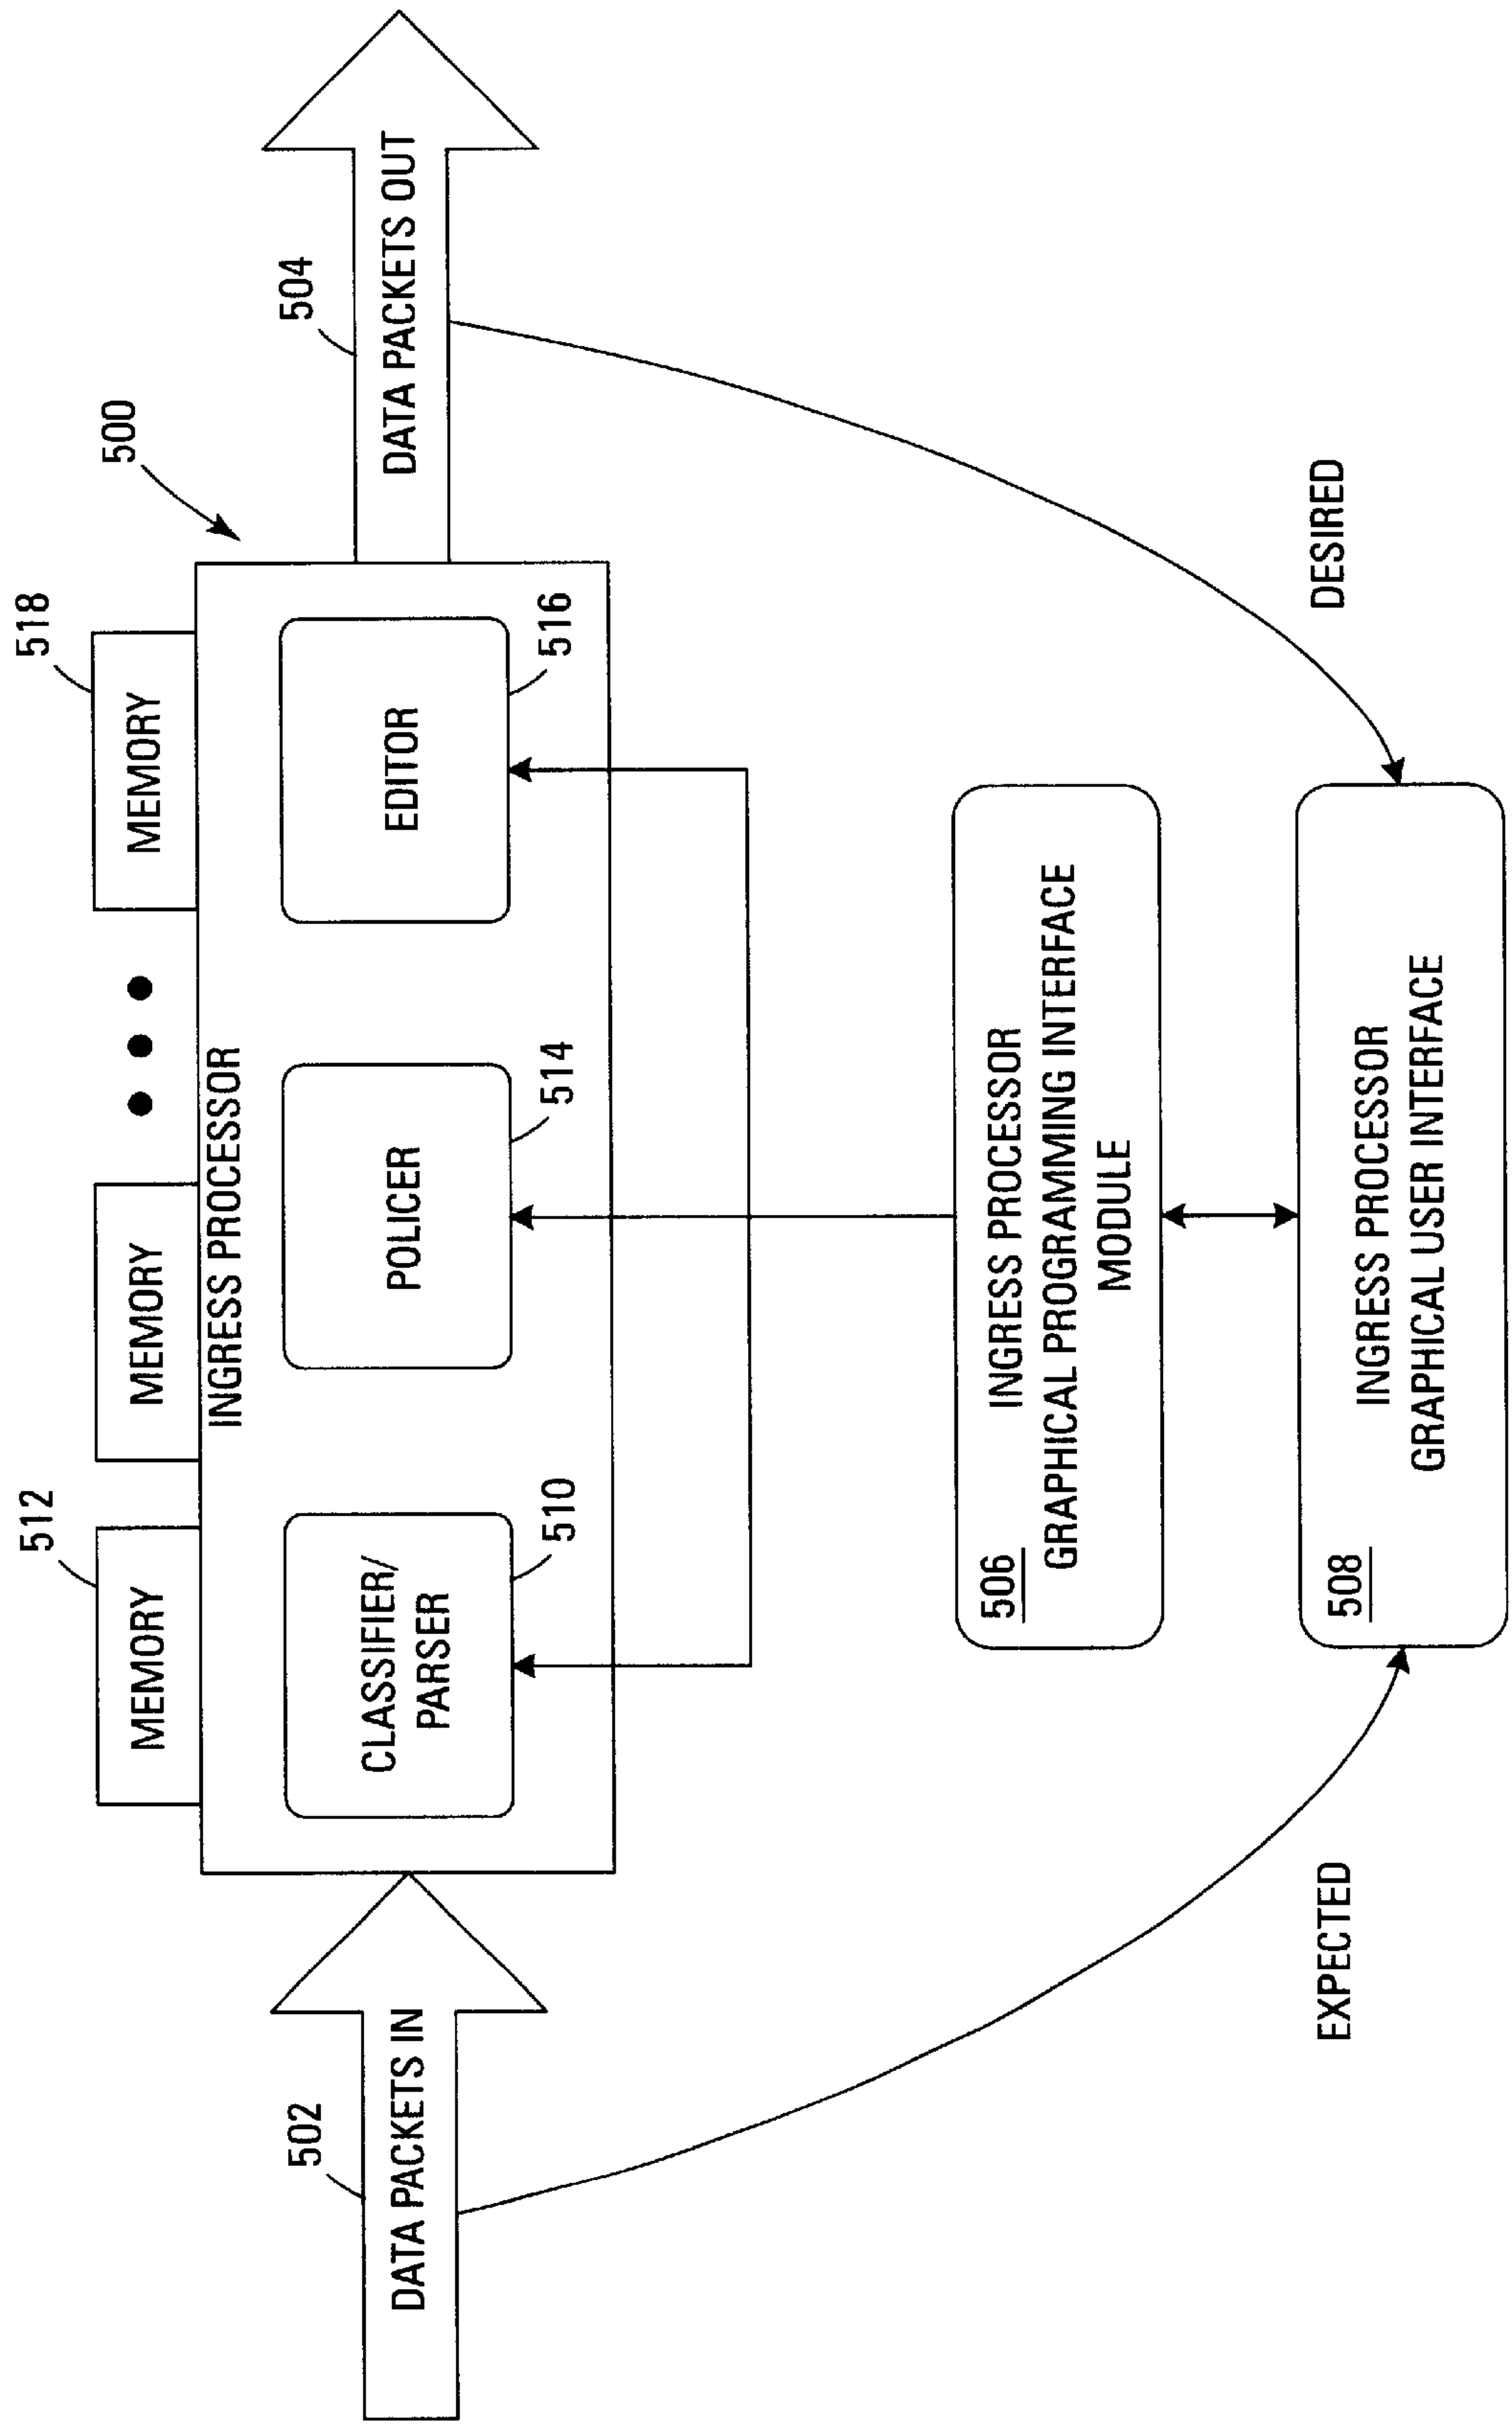 500
512
518
MEMORY
MEMORY
MEMORY
INGRESS PROCESSOR
502
504
DATA PACKETS IN
CLASSIFIER/
PARSER
POLICER
EDITOR
DATA PACKETS OUT
510
514
516
506
INGRESS PROCESSOR
GRAPHICAL PROGRAMMING INTERFACE
MODULE
EXPECTED
DESIRED
508
INGRESS PROCESSOR
GRAPHICAL USER INTERFACE